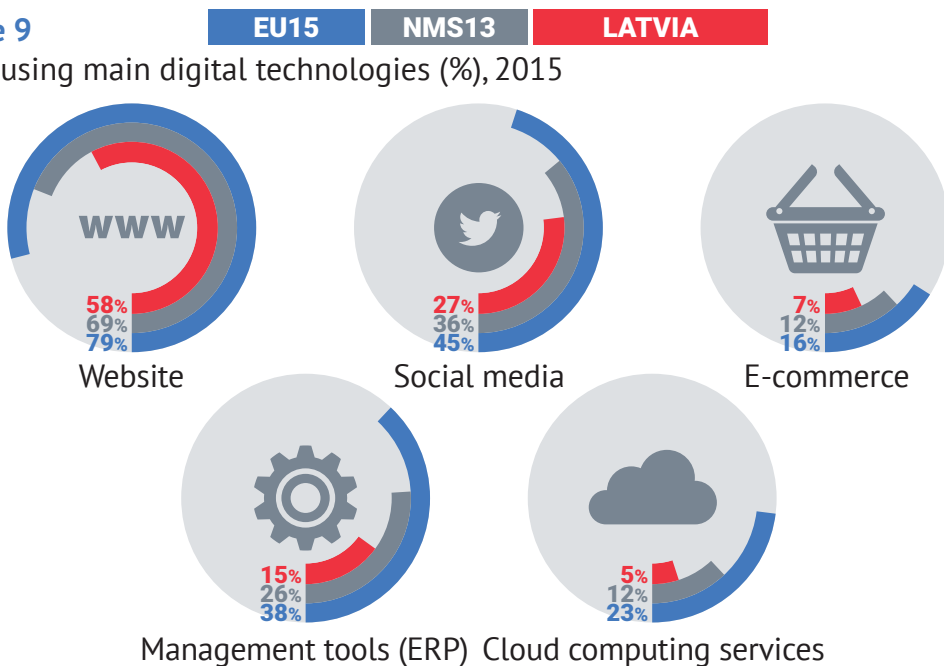 e 9
EU15 NMS13 LATVIA
using main digital technologies (%), 2015
www
58%
69%
79%
Website
27%
36%
45%
Social media
7%
12%
16%
E-commerce
15%
26%
38%
Management tools (ERP)
5%
12%
23%
Cloud computing services